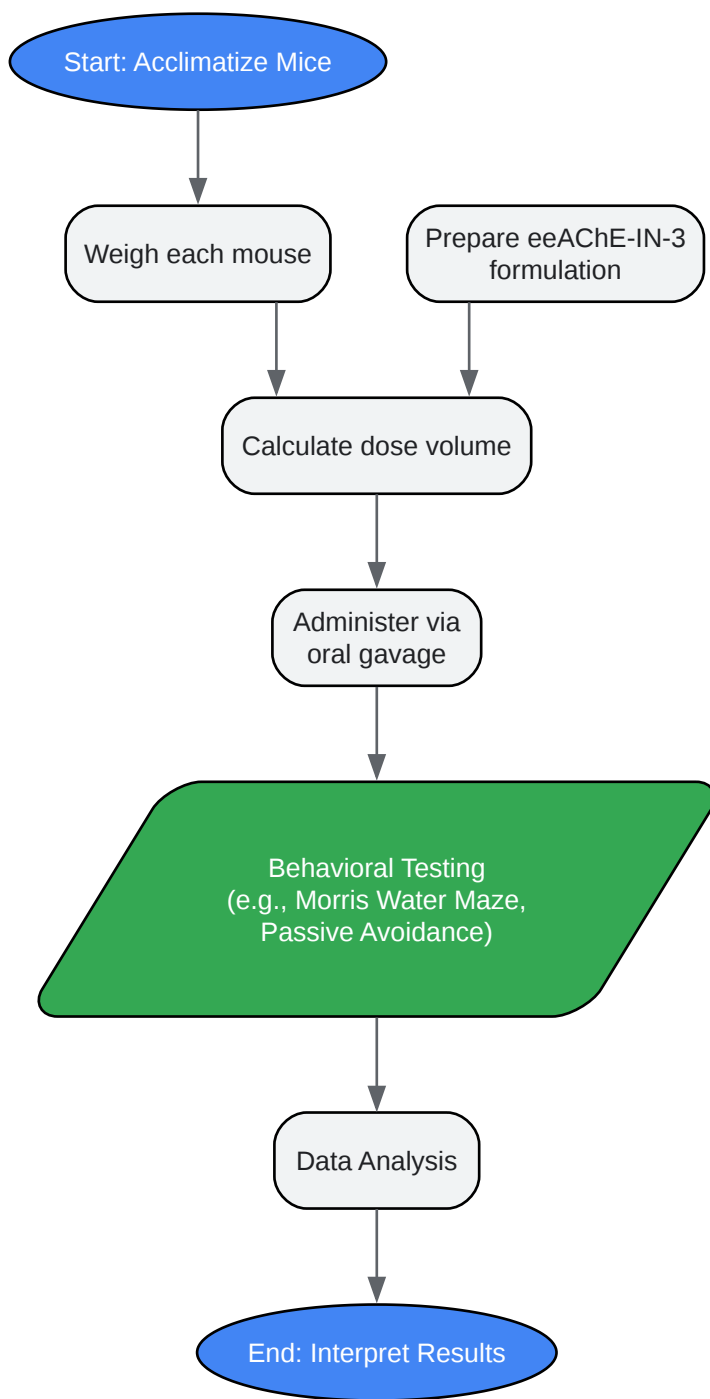 Start: Acclimatize Mice
Weigh each mouse
Prepare eeAChE-IN-3
formulation
Calculate dose volume
Administer via
oral gavage
Behavioral Testing
(e.g., Morris Water Maze,
Passive Avoidance)
Data Analysis
End: Interpret Results